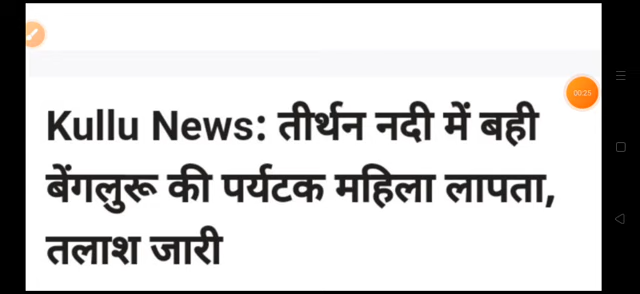 00:25
Kullu News: तीर्थन नदी में बही
बेंगलुरू की पर्यटक महिला लापता,
तलाश जारी